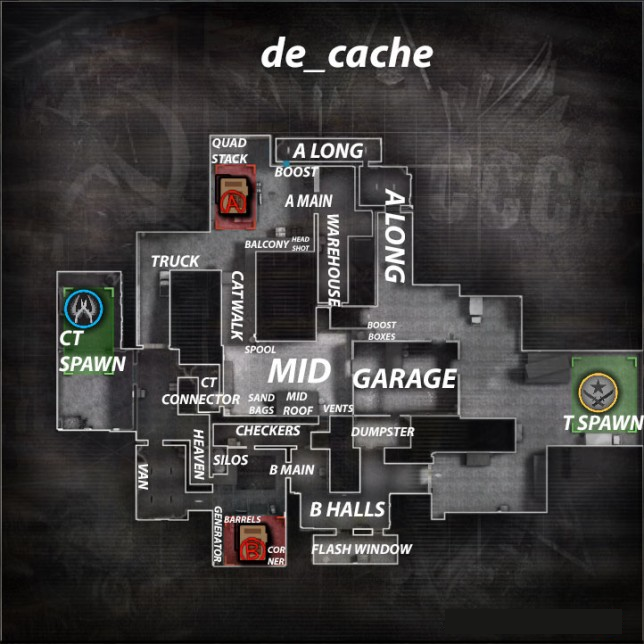 de_cache
QUAD
STACK
A LONG
BOOST
A MAIN
A LONG
WAREHOUSE
BALCONY
HEAD
SHOT
TRUCK
CATWALK
CT
SPAWN
BOOST
BOXES
SPOOL
MID
GARAGE
CT
CONNECTOR
SAND
BAGS
MID
ROOF
VENTS
T SPAWN
CHECKERS
DUMPSTER
HEAVEN
SILOS
B MAIN
VAN
B HALLS
GENERATOR
BARRELS
COR
NER
FLASH WINDOW
A
B